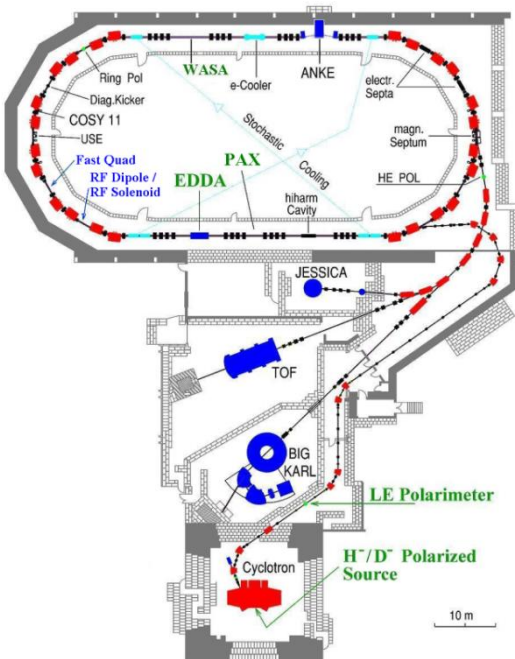 Ring Pol
WASA
e-Cooler
ANKE
electr.
Septa
Diag.Kicker
COSY 11
USE
magn.
Septum
Fast Quad
RF Dipole /
RF Solenoid
Stochastic
Cooling
HE POL
PAX
EDDA
hiharm
Cavity
JESSICA
TOF
BIG
KARL
LE Polarimeter
Cyclotron
H⁻/D⁻ Polarized
Source
10 m